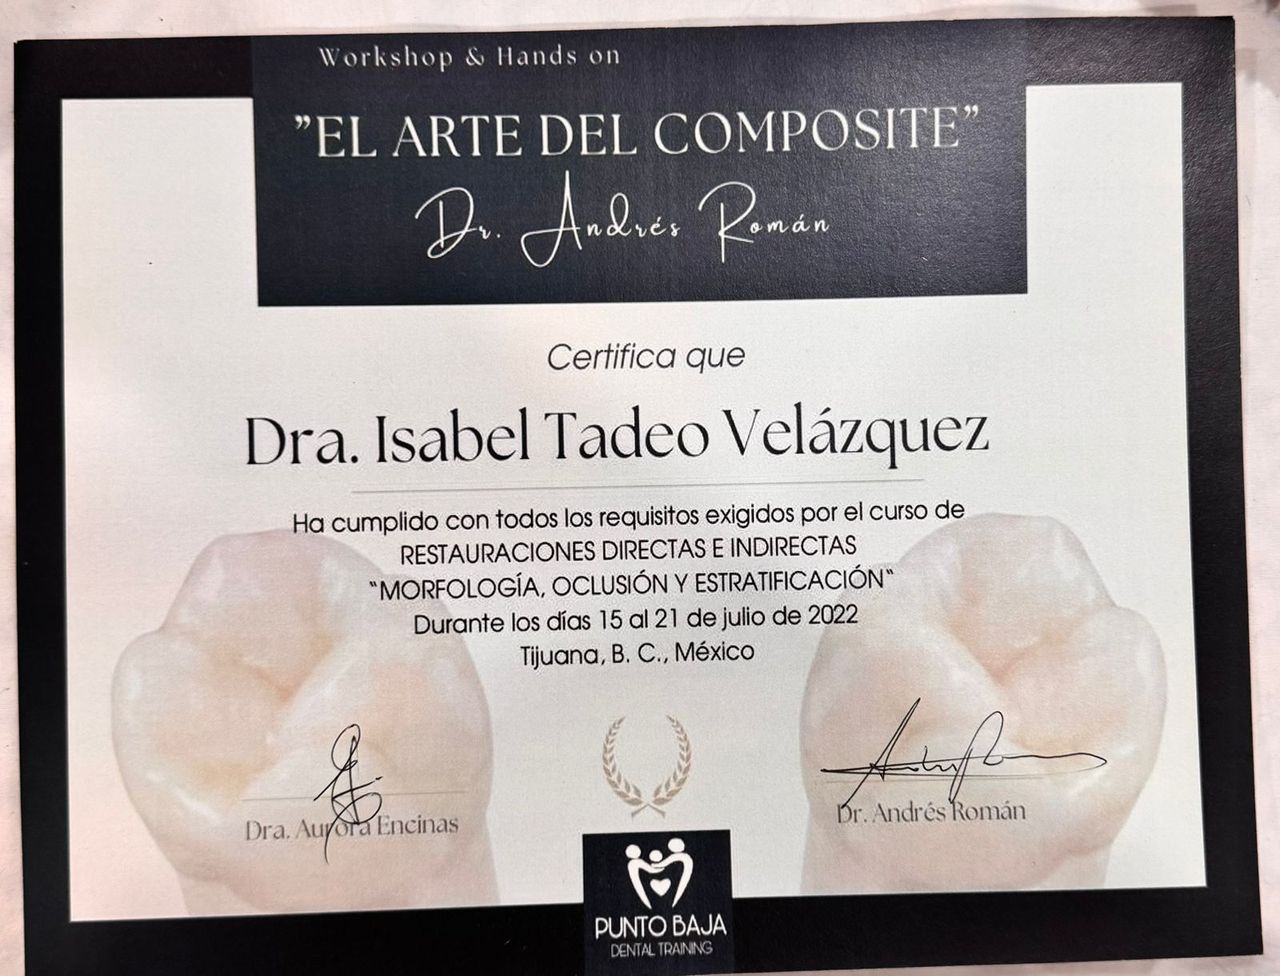 Workshop & Hands on
"EL ARTE DEL COMPOSITE"
Dr. Andrés Román
Certifica que
Dra. Isabel Tadeo Velázquez
Ha cumplido con todos los requisitos exigidos por el curso de
RESTAURACIONES DIRECTAS E INDIRECTAS
"MORFOLOGÍA, OCLUSIÓN Y ESTRATIFICACIÓN"
Durante los días 15 al 21 de julio de 2022
Tijuana, B. C., México
Dra. Aurora Encinas
Dr. Andrés Román
PUNTO BAJA
DENTAL TRAINING